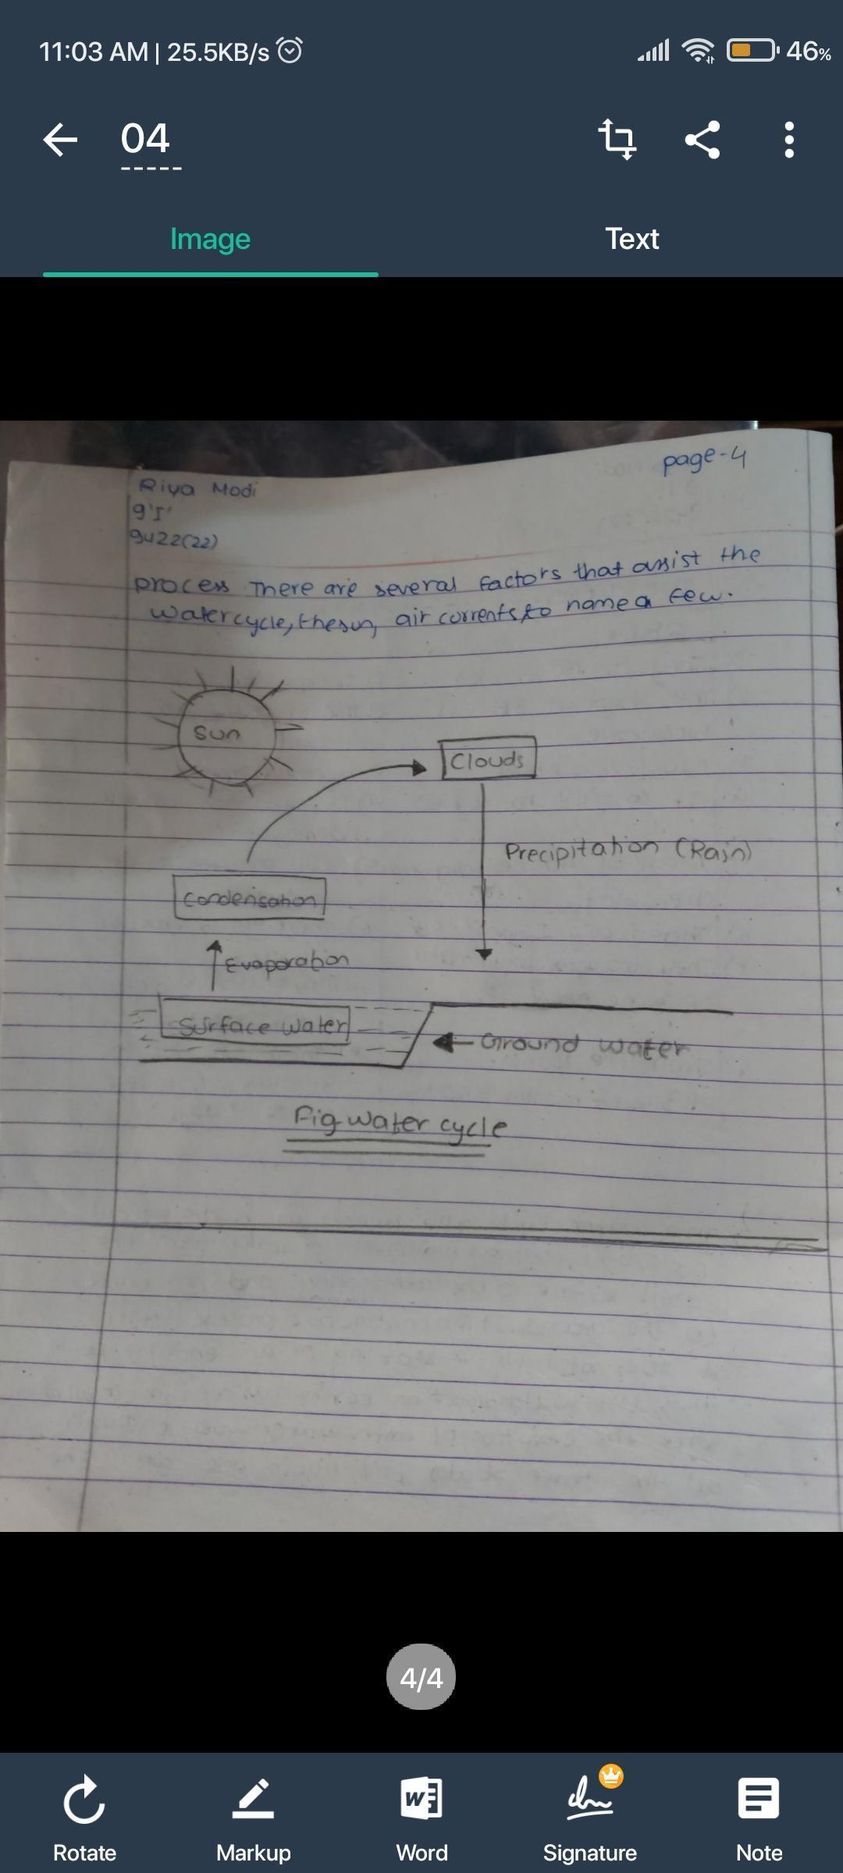 11:03 AM | 25.5KB/s
46%
04
Image
Text
page-4
Riya Modi
9'I'
9422(22)
process There are several factors that assist the
watercycle, thesun, air currents to name a few.
Sun
Clouds
Precipitation (Rain)
Condensation
Evaporation
Surface water
Ground water
Fig water cycle
4/4
W
Rotate
Markup
Word
Signature
Note